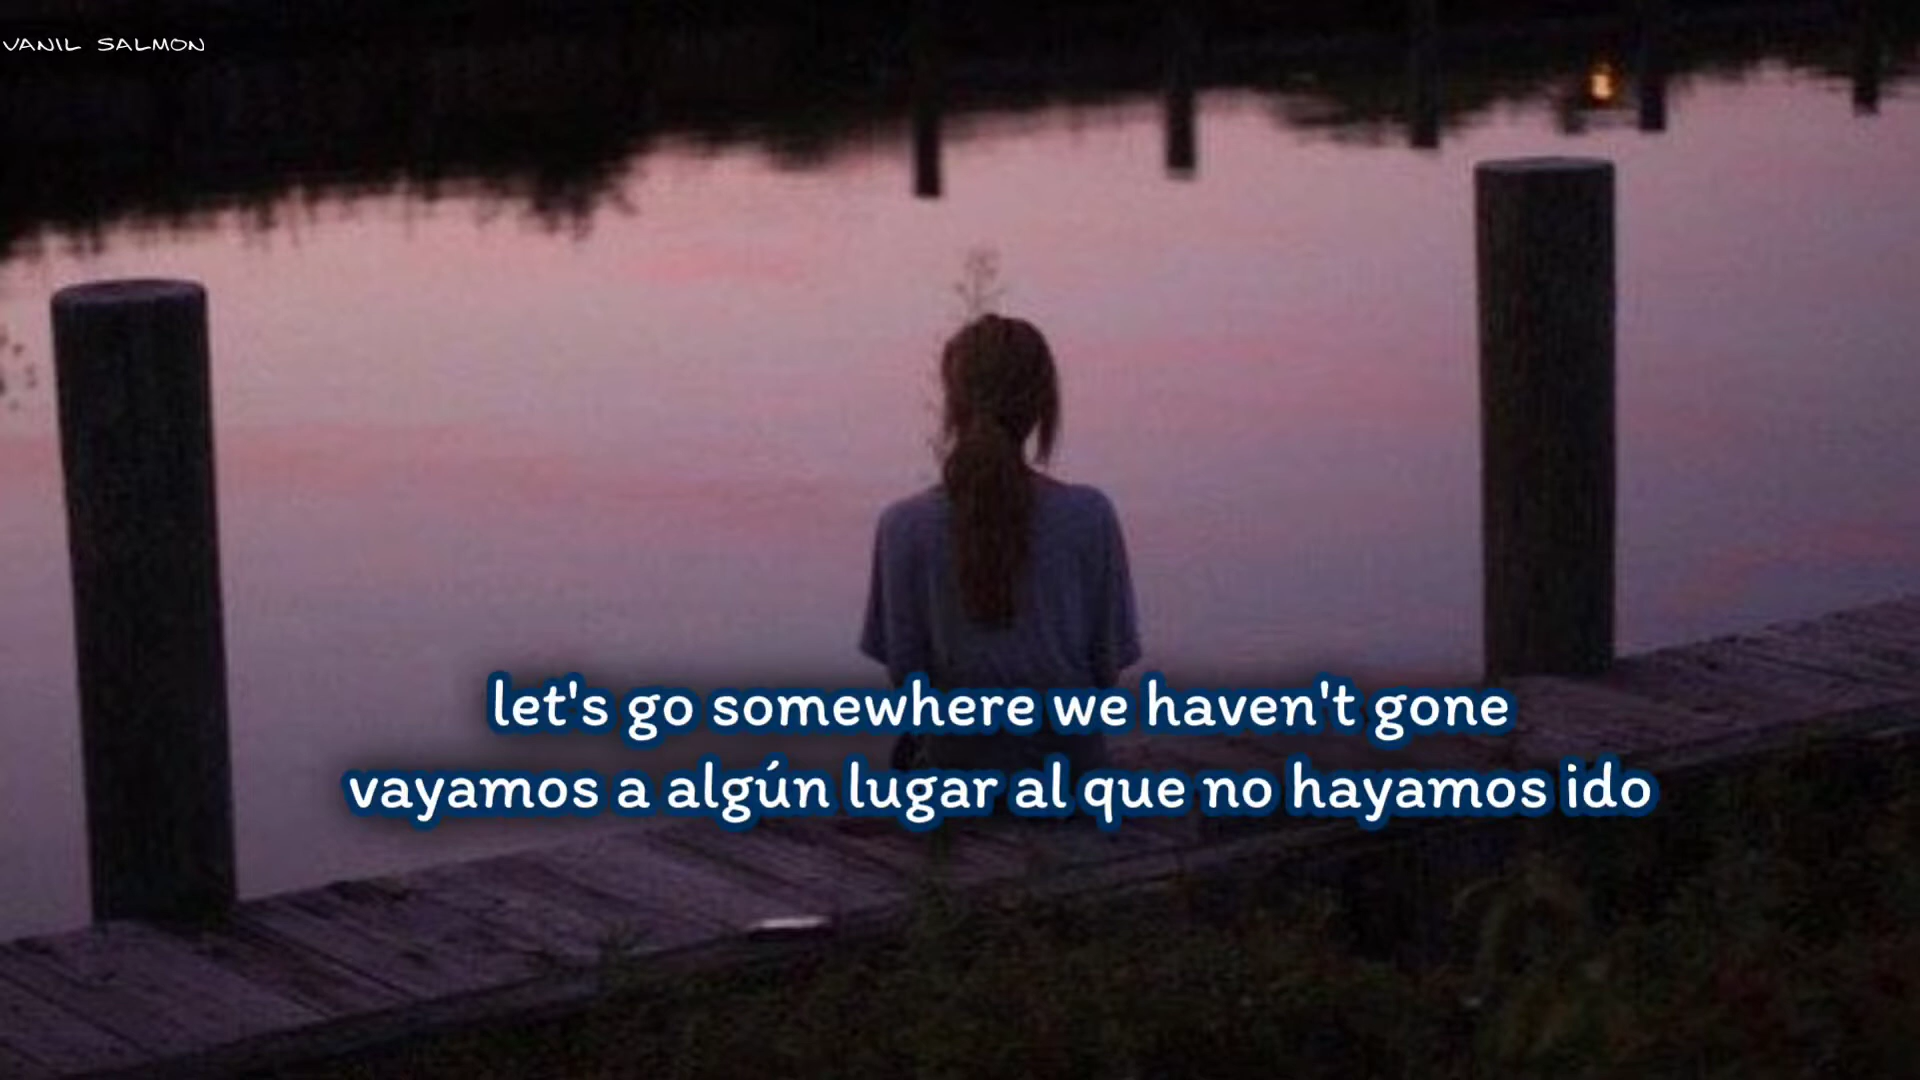 VANIL SALMON
let's go somewhere we haven't gone
vayamos a algún lugar al que no hayamos ido